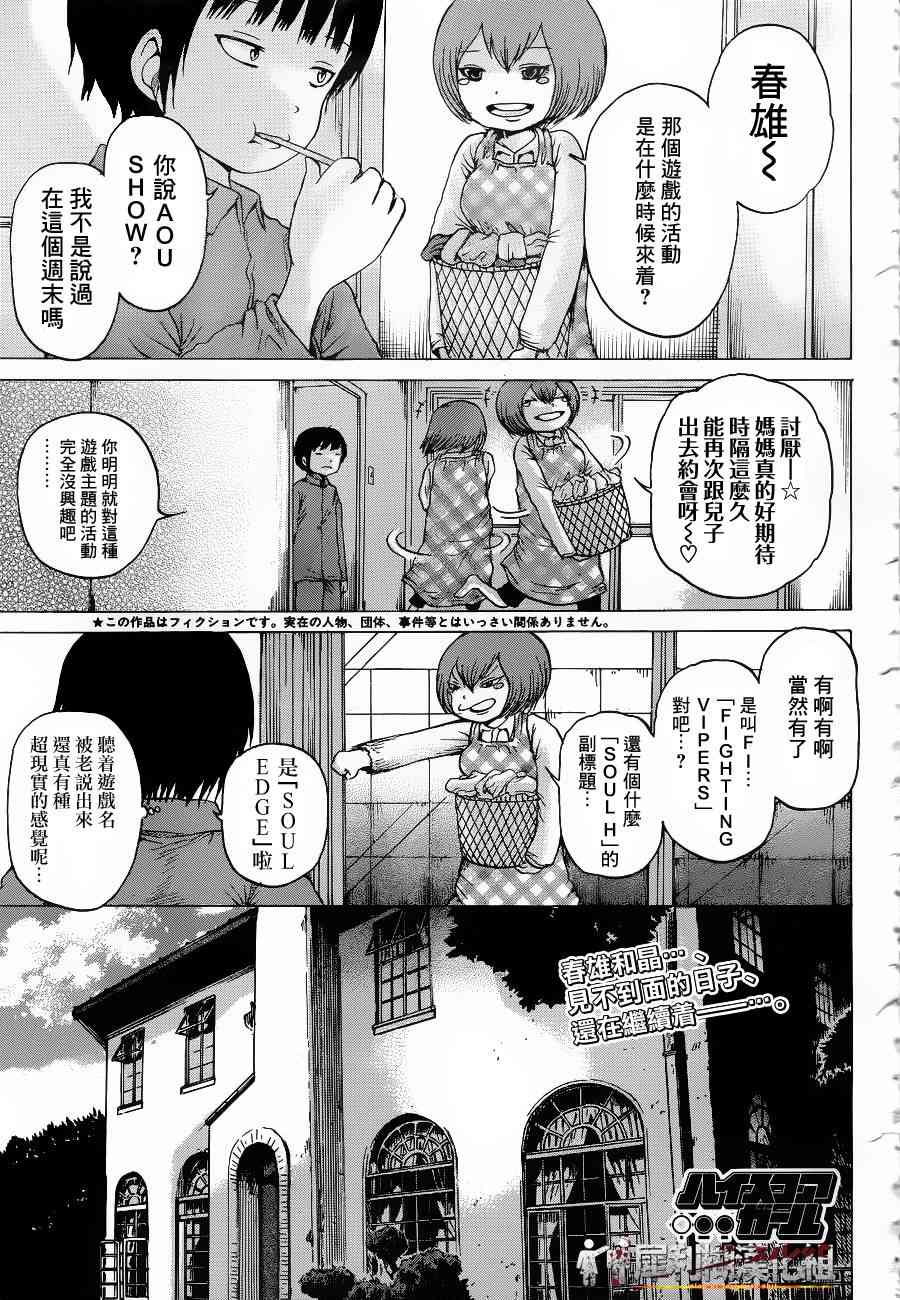 春雄～
那個遊戲的活動
是在什麼時候來着？
你說AOU
SHOW？
我不是說過
在這個週末嗎
討厭—☆
媽媽真的好期待
時隔這麼久
能再次跟兒子
出去約會呀～♡
你明明就對這種
遊戲主題的活動
完全沒興趣吧
………
★この作品はフィクションです。実在の人物、団体、事件等とはいっさい関係ありません。
有啊有啊
當然有了
是叫FI…
「FIGHTING
VIPERS」
對吧…？
還有個什麼
「SOUL H」的
副標題…
是「SOUL
EDGE」啦
聽着遊戲名
被老媽説出來
還真有種
超現實的感覺呢…
春雄和晶…、
見不到面的日子、
還在繼續着——…。
ハイスコア
ガール